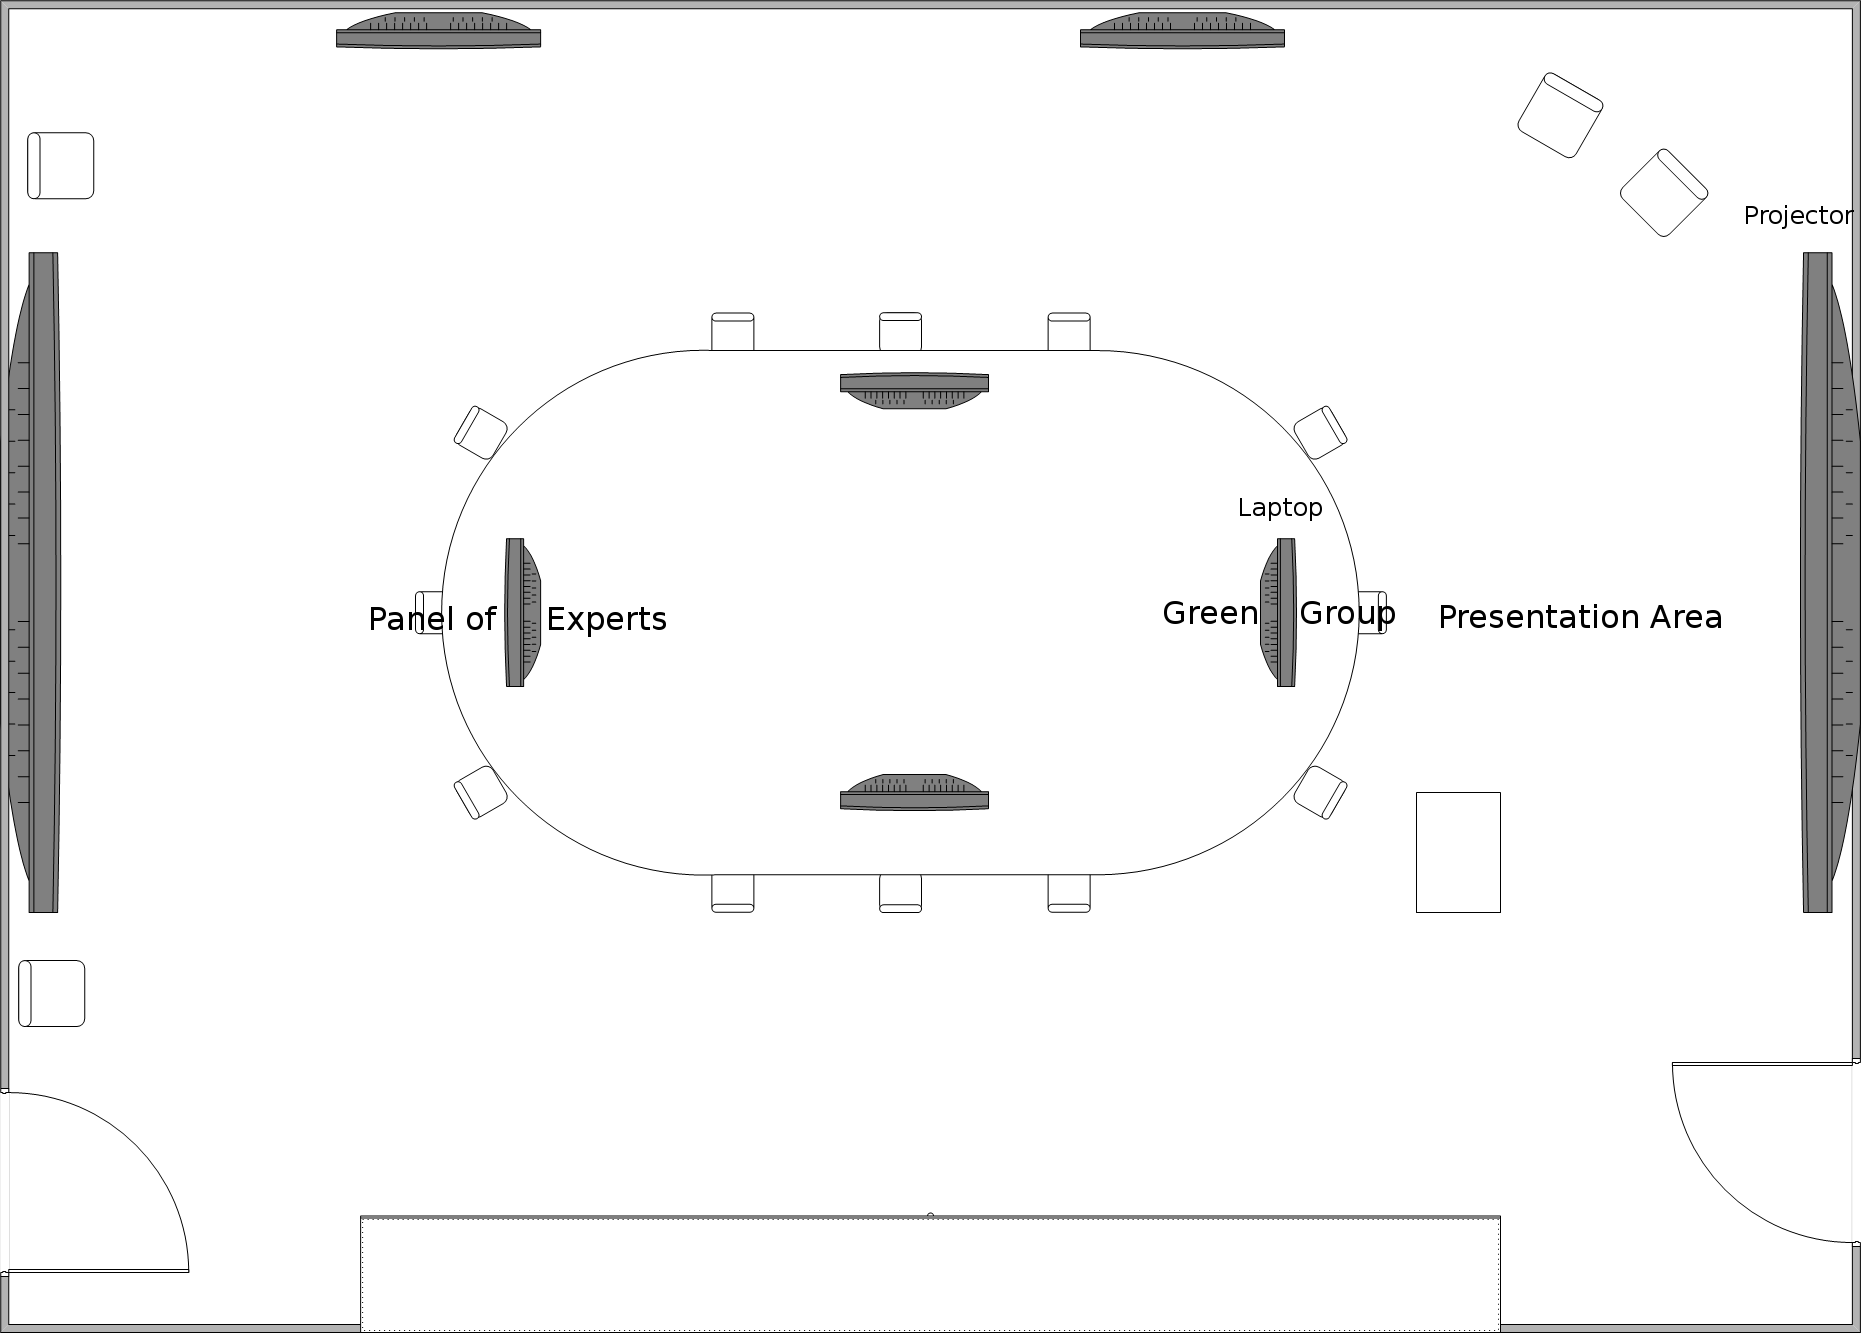 Projector
Laptop
Panel of Experts
Green Group
Presentation Area